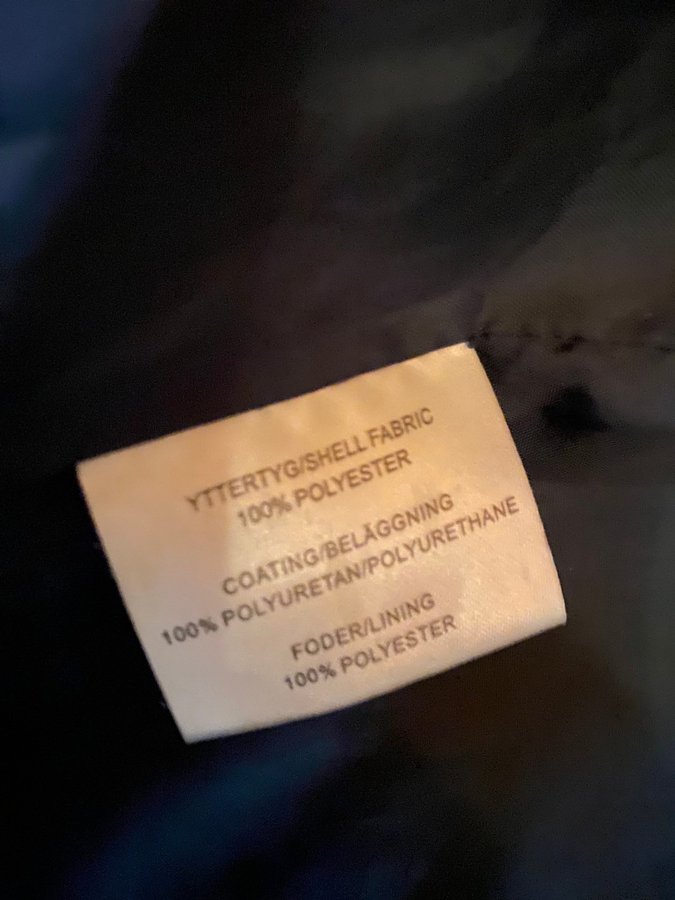 YTTERTYG/SHELL FABRIC
100% POLYESTER
COATING/BELÄGGNING
100% POLYURETAN/POLYURETHANE
FODER/LINING
100% POLYESTER